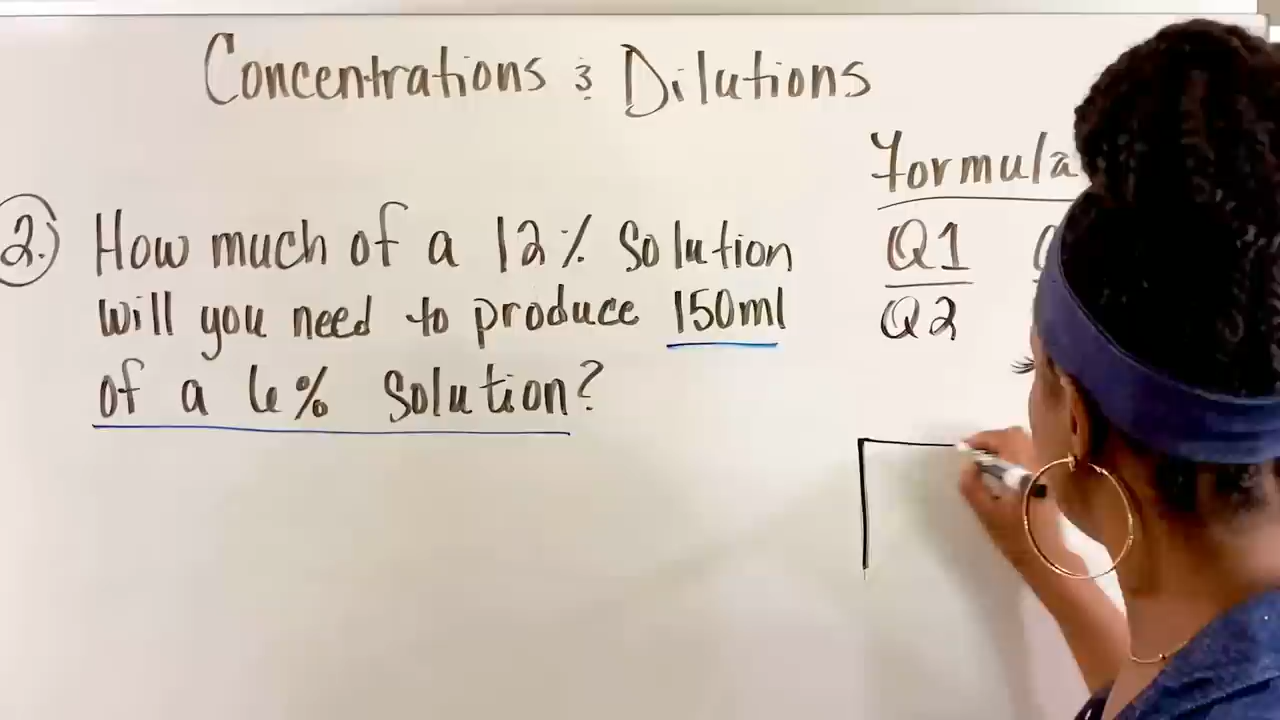 Concentrations & Dilutions
Formula
2. How much of a 12% solution
will you need to produce 150ml
of a 6% solution?
Q1
Q2